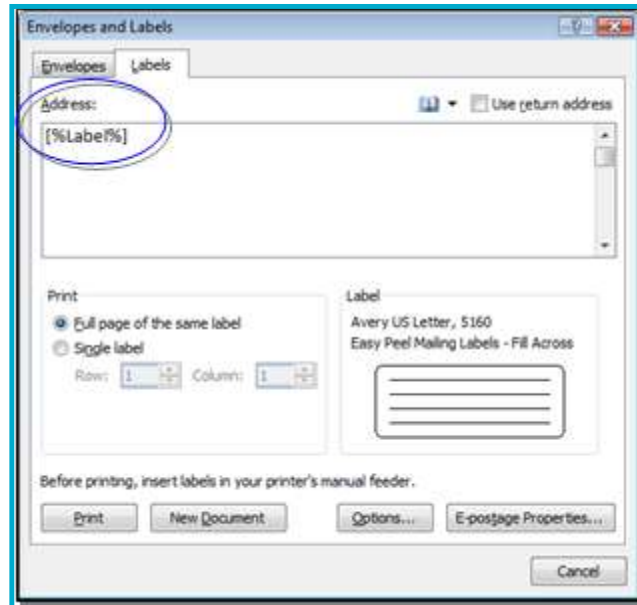 Envelopes and Labels
Envelopes Labels
Address:
Use return address
[%Label%]
Print
Full page of the same label
Single label
Row: 1 Column: 1
Label
Avery US Letter, 5160
Easy Peel Mailing Labels - Fill Across
Before printing, insert labels in your printer's manual feeder.
Print New Document Options... E-postage Properties...
Cancel